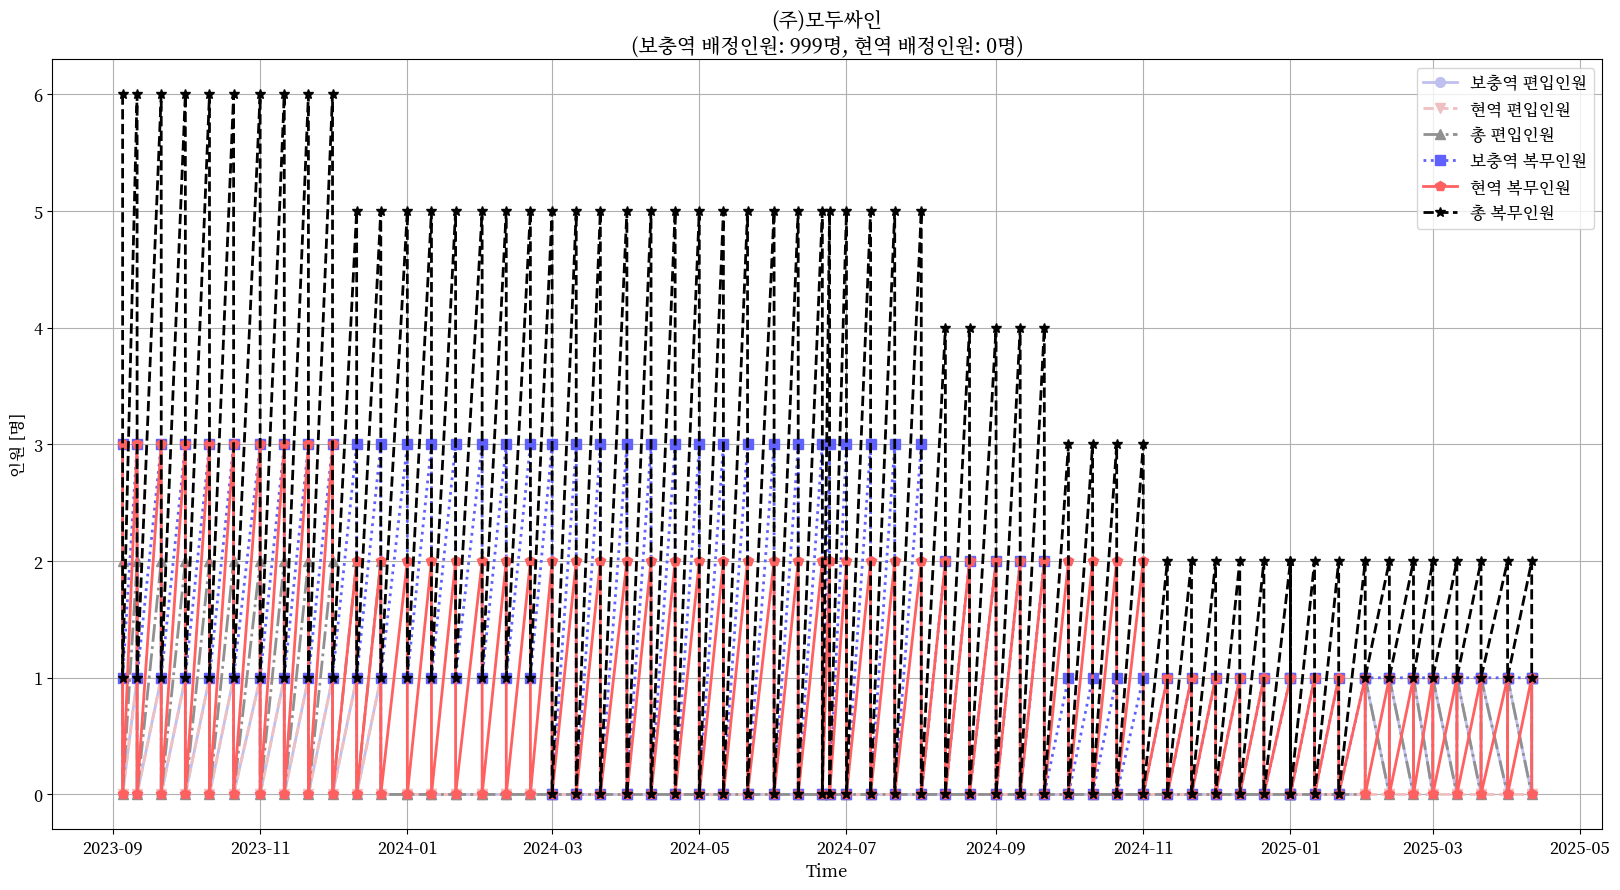 (주)모두싸인
(보충역 배정인원: 999명, 현역 배정인원: 0명)
보충역 편입인원
현역 편입인원
총 편입인원
보충역 복무인원
현역 복무인원
총 복무인원
인원 [명]
6
5
4
3
2
1
0
2023-09
2023-11
2024-01
2024-03
2024-05
2024-07
2024-09
2024-11
2025-01
2025-03
2025-05
Time